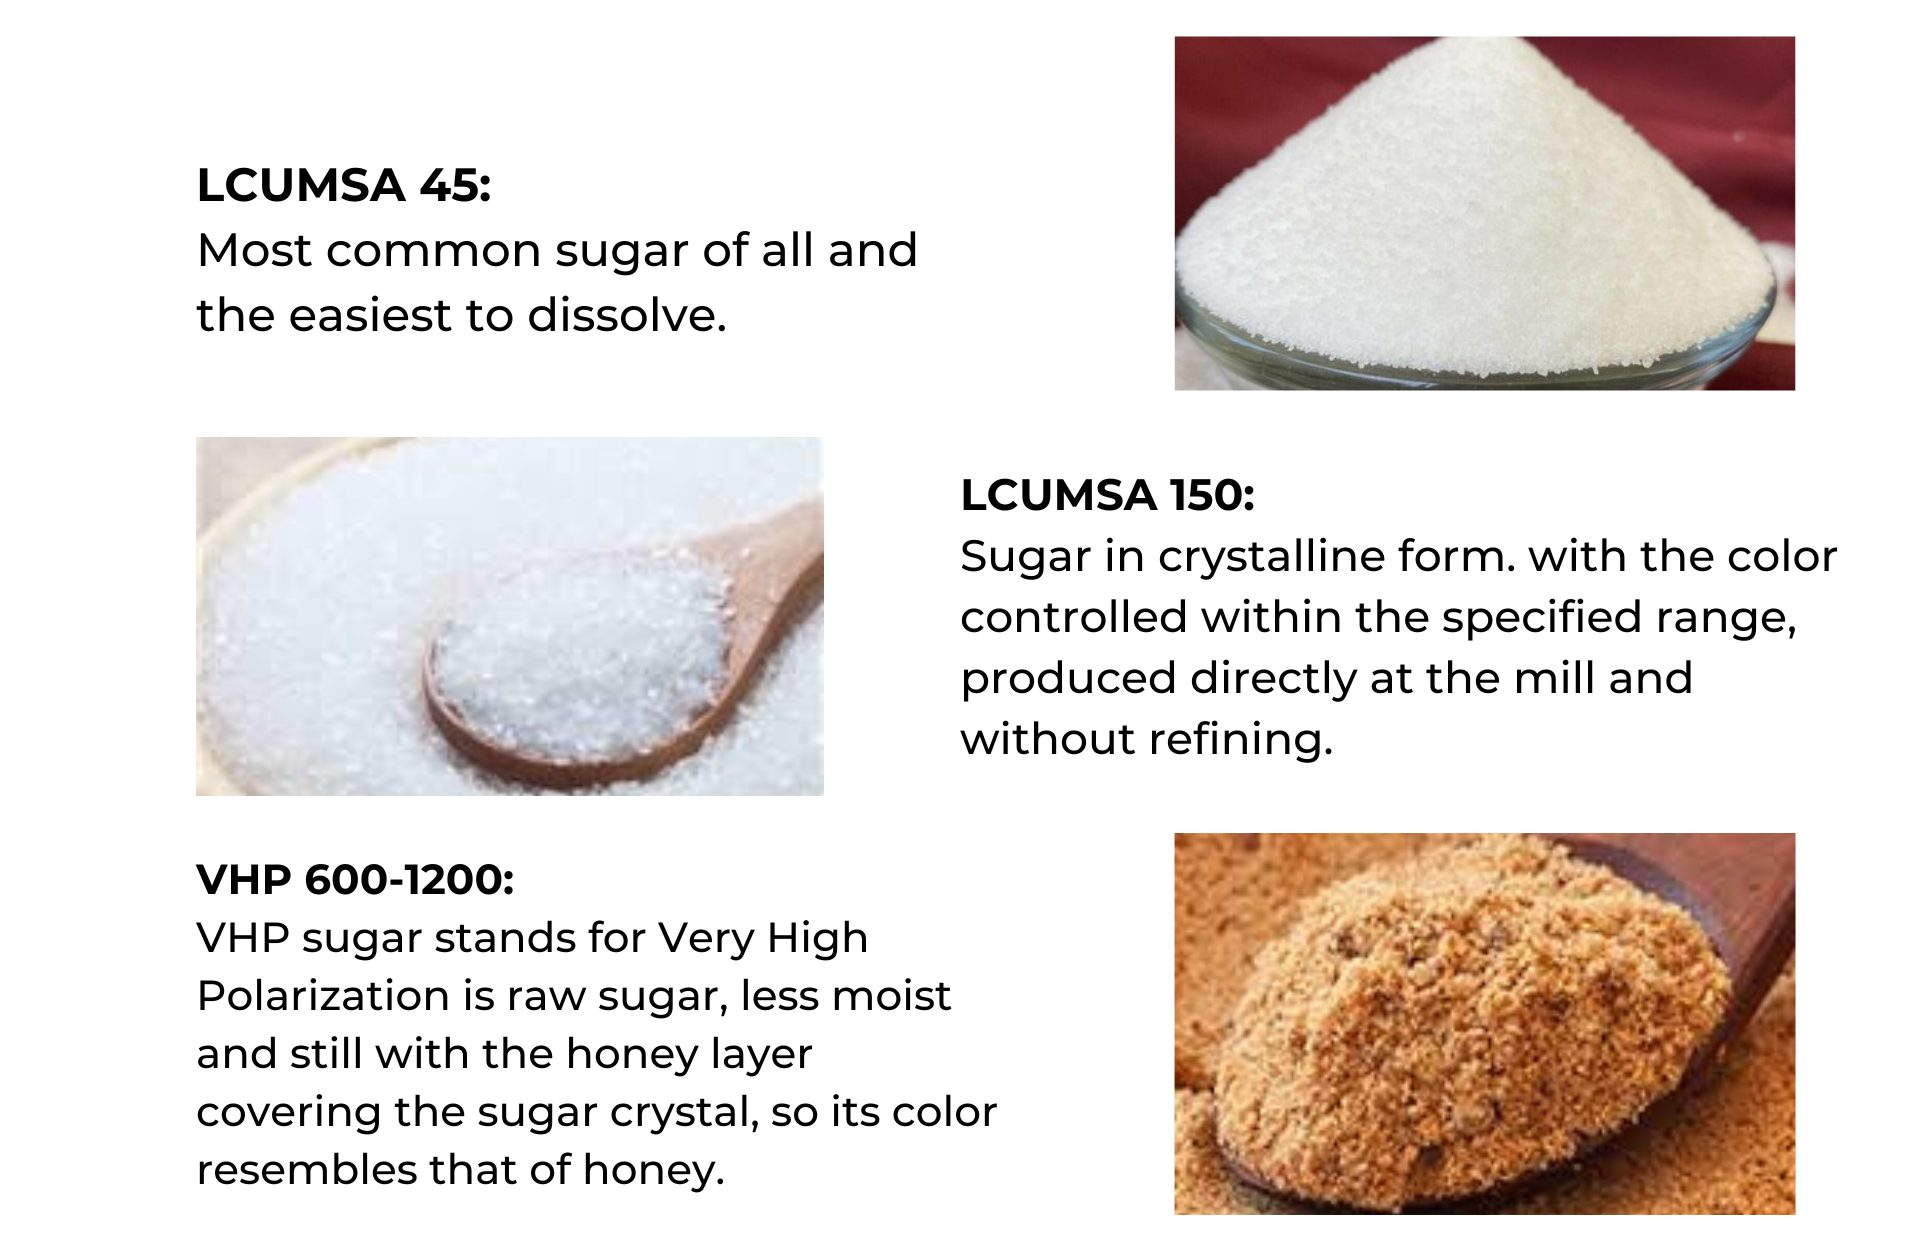 LCUMSA 45:
Most common sugar of all and
the easiest to dissolve.
LCUMSA 150:
Sugar in crystalline form. with the color
controlled within the specified range,
produced directly at the mill and
without refining.
VHP 600-1200:
VHP sugar stands for Very High
Polarization is raw sugar, less moist
and still with the honey layer
covering the sugar crystal, so its color
resembles that of honey.